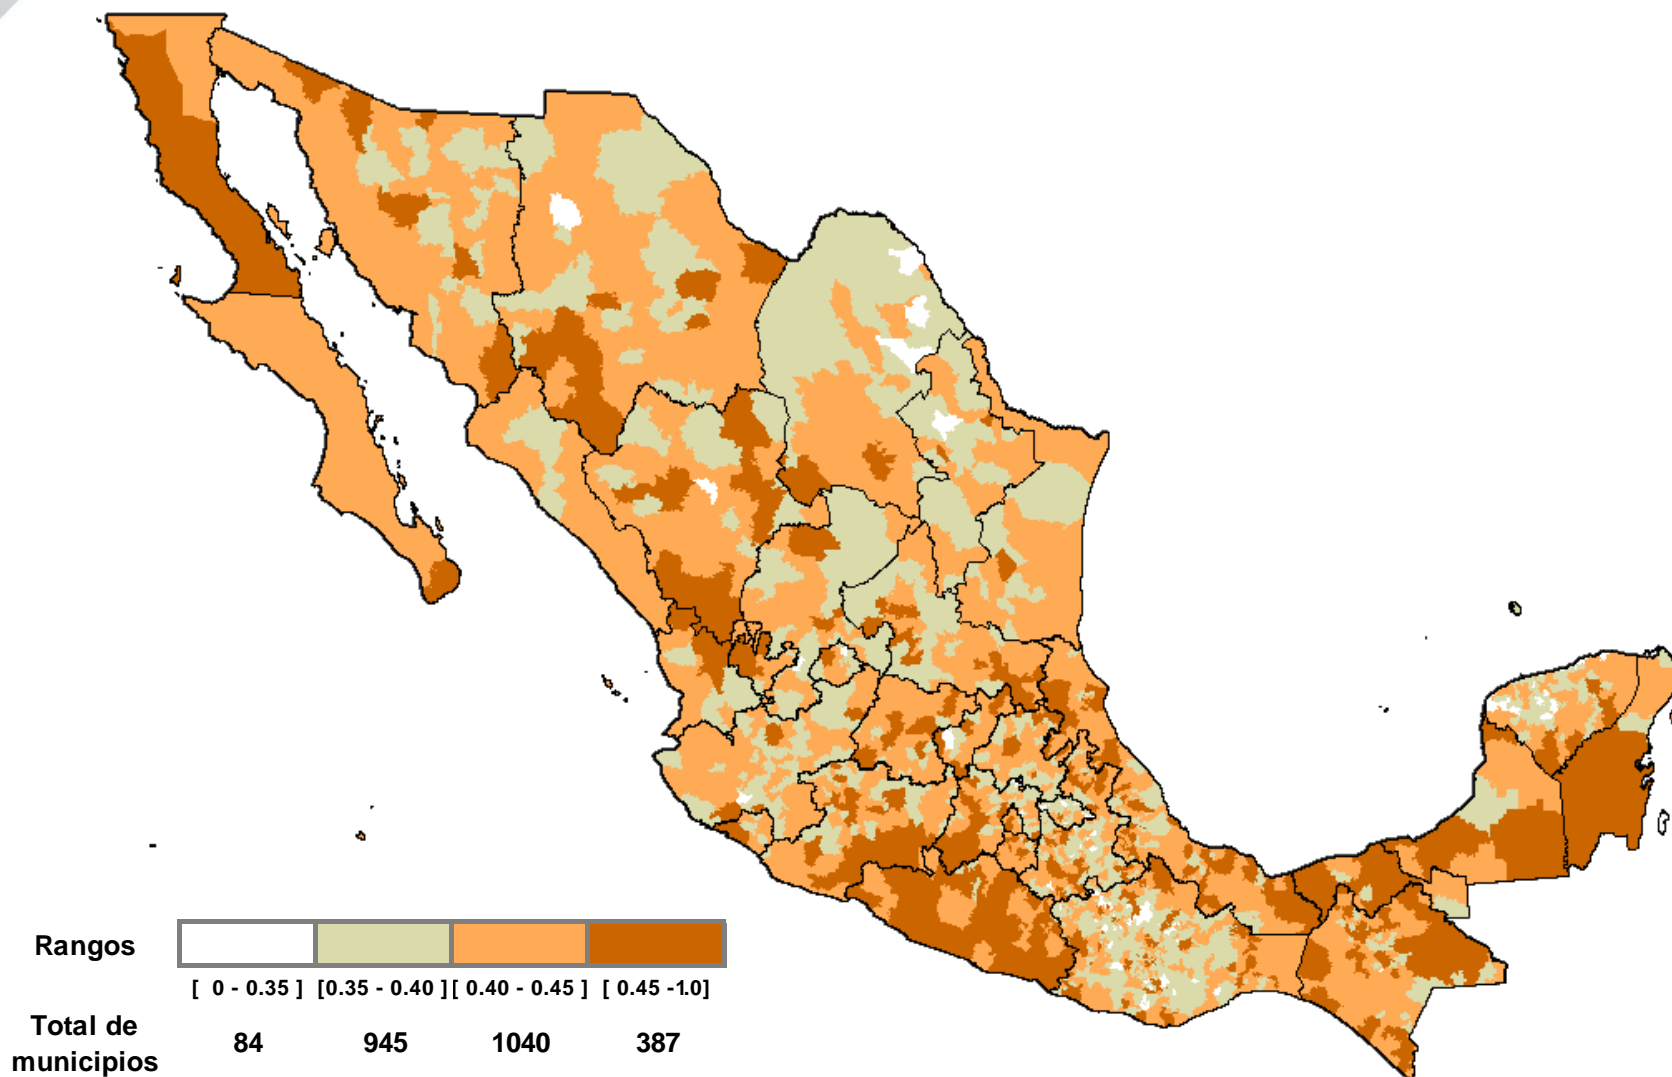 Rangos
[ 0 - 0.35 ] [0.35 - 0.40 ] [ 0.40 - 0.45 ] [ 0.45 -1.0]
Total de
municipios
84 945 1040 387